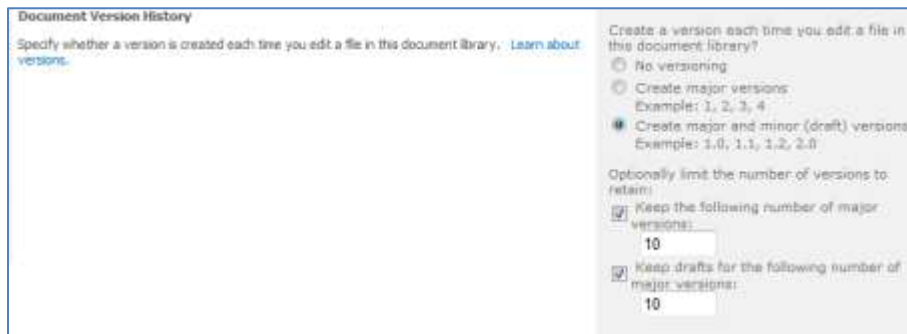 Document Version History
Specify whether a version is created each time you edit a file in this document library. Learn about
versions.
Create a version each time you edit a file in
this document library?
No versioning
Create major versions
Example: 1, 2, 3, 4
Create major and minor (draft) versions
Example: 1.0, 1.1, 1.2, 2.0
Optionally limit the number of versions to
retain:
Keep the following number of major
versions:
10
Keep drafts for the following number of
major versions:
10